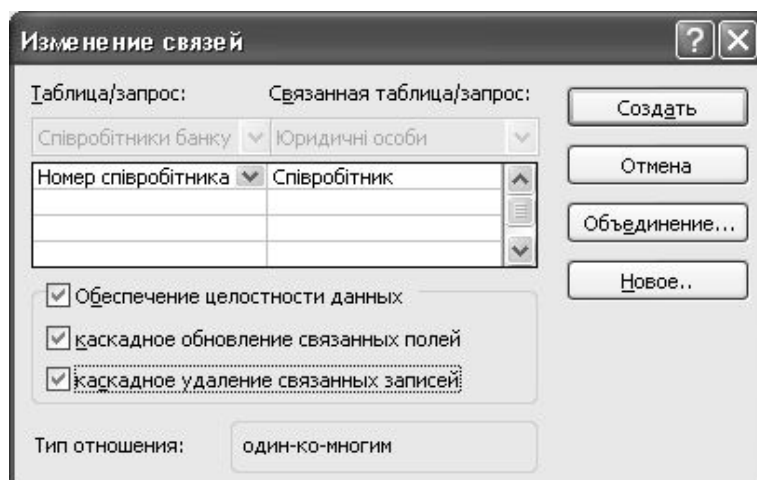 Изменение связей
Таблица/запрос: Связанная таблица/запрос:
Создать
Співробітники банку Юридичні особи
Номер співробітника Співробітник
Отмена
Объединение...
Новое..
Обеспечение целостности данных
каскадное обновление связанных полей
каскадное удаление связанных записей
Тип отношения: один-ко-многим